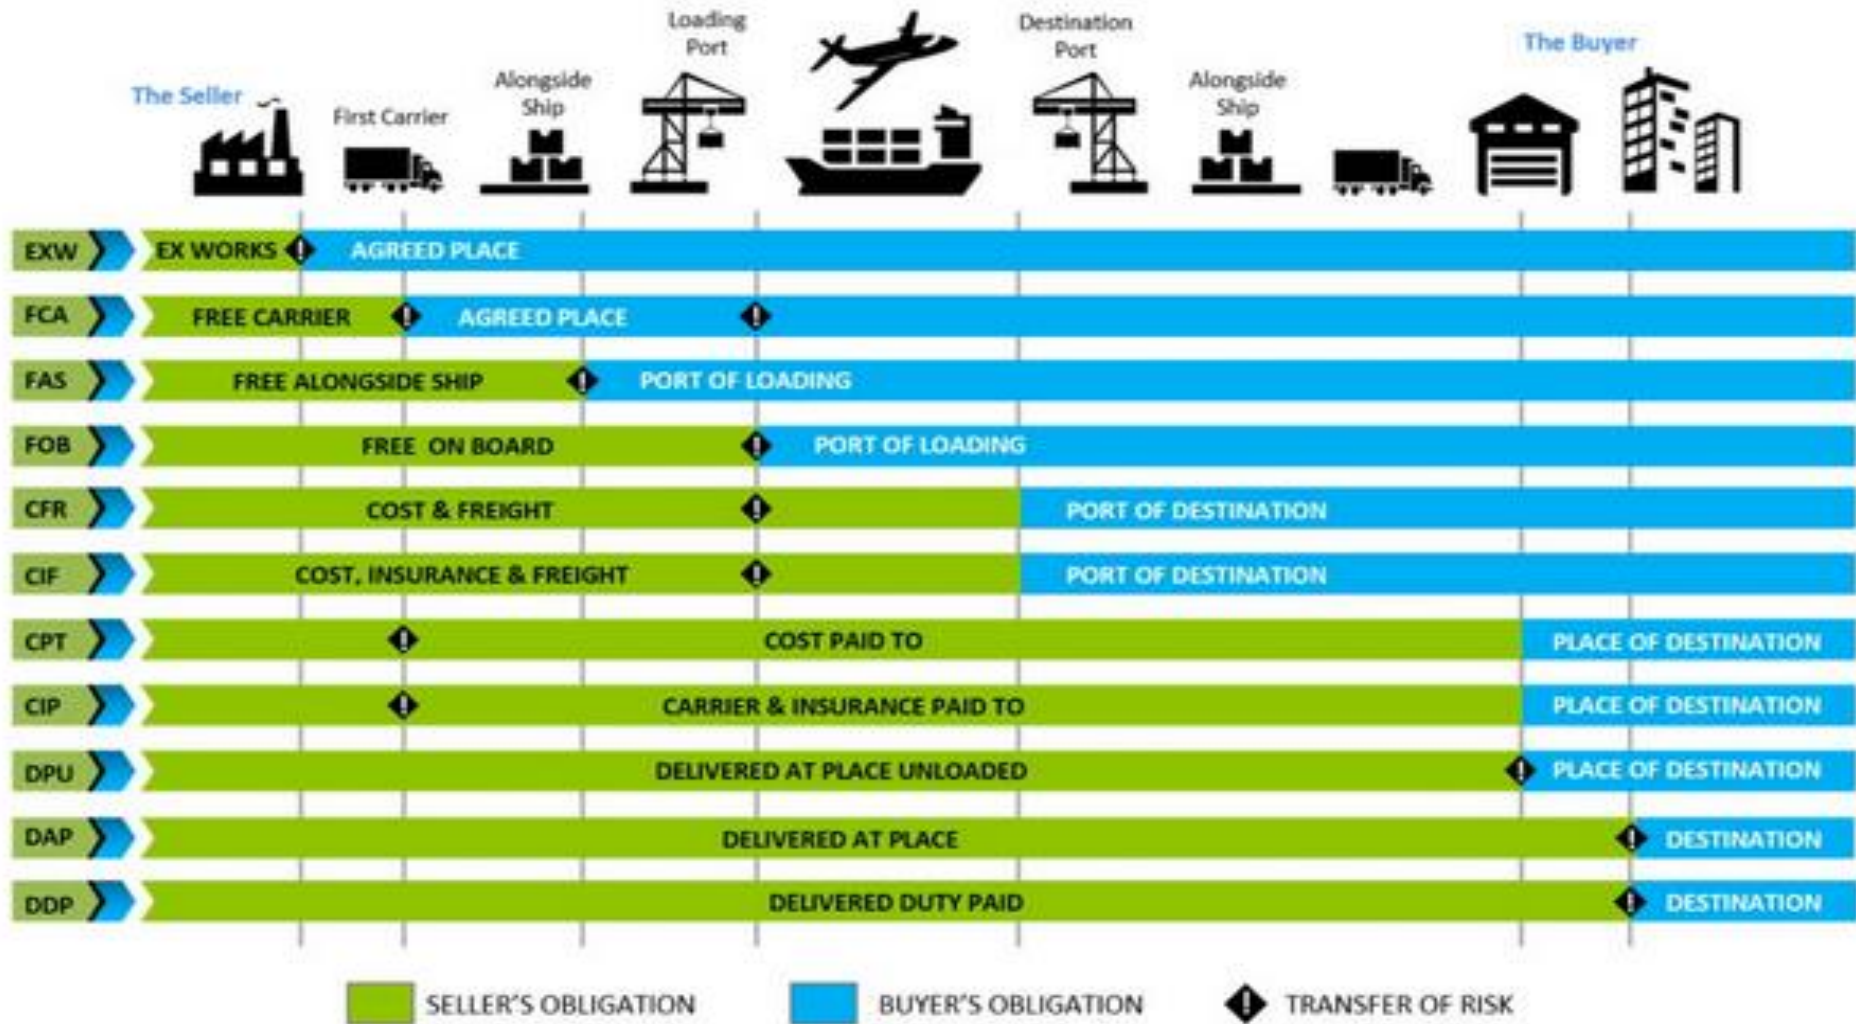 Loading
Port
Destination
Port
The Buyer
The Seller
First Carrier
Alongside
Ship
Alongside
Ship
EXW EX WORKS AGREED PLACE
FCA FREE CARRIER AGREED PLACE
FAS FREE ALONGSIDE SHIP PORT OF LOADING
FOB FREE ON BOARD PORT OF LOADING
CFR COST & FREIGHT PORT OF DESTINATION
CIF COST, INSURANCE & FREIGHT PORT OF DESTINATION
CPT COST PAID TO PLACE OF DESTINATION
CIP CARRIER & INSURANCE PAID TO PLACE OF DESTINATION
DPU DELIVERED AT PLACE UNLOADED PLACE OF DESTINATION
DAP DELIVERED AT PLACE DESTINATION
DDP DELIVERED DUTY PAID DESTINATION
SELLER'S OBLIGATION BUYER'S OBLIGATION TRANSFER OF RISK